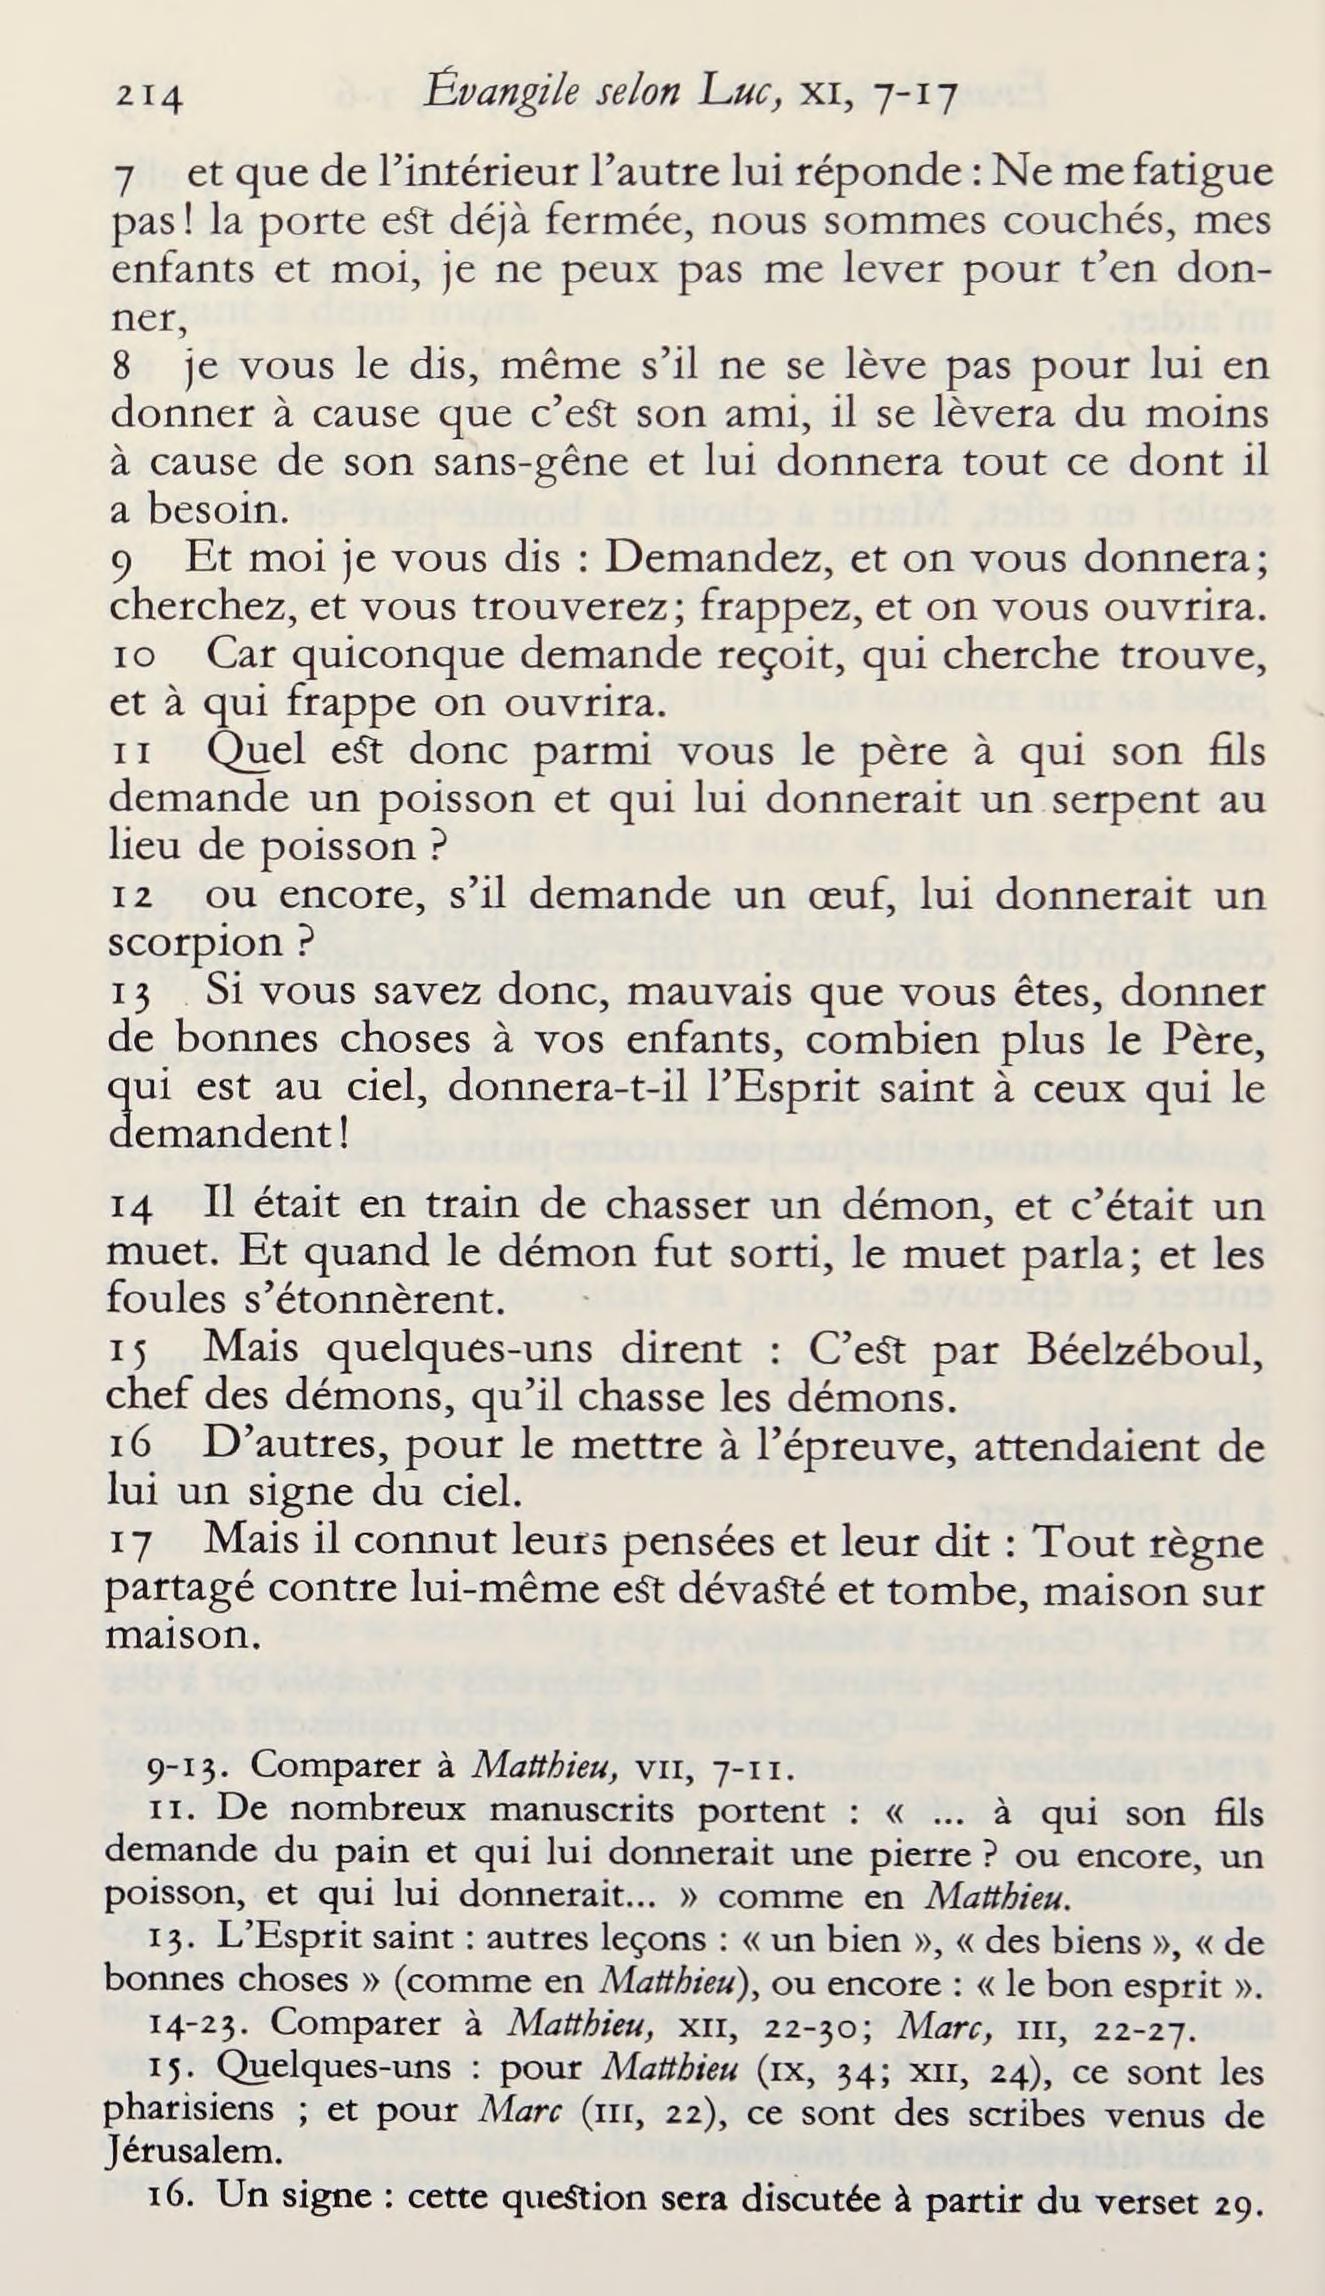 214 Évangile selon Luc, XI, 7-17
7 et que de l’intérieur l’autre lui réponde : Ne me fatigue
pas! la porte est déjà fermée, nous sommes couchés, mes
enfants et moi, je ne peux pas me lever pour t’en don-
ner,
8 je vous le dis, même s’il ne se lève pas pour lui en
donner à cause que c’est son ami, il se lèvera du moins
à cause de son sans-gêne et lui donnera tout ce dont il
a besoin.
9 Et moi je vous dis : Demandez, et on vous donnera;
cherchez, et vous trouverez; frappez, et on vous ouvrira.
10 Car quiconque demande reçoit, qui cherche trouve,
et à qui frappe on ouvrira.
11 Quel est donc parmi vous le père à qui son fils
demande un poisson et qui lui donnerait un serpent au
lieu de poisson ?
12 ou encore, s’il demande un œuf, lui donnerait un
scorpion ?
13 Si vous savez donc, mauvais que vous êtes, donner
de bonnes choses à vos enfants, combien plus le Père,
qui est au ciel, donnera-t-il l’Esprit saint à ceux qui le
demandent!
14 Il était en train de chasser un démon, et c’était un
muet. Et quand le démon fut sorti, le muet parla; et les
foules s’étonnèrent.
15 Mais quelques-uns dirent : C’est par Béelzéboul,
chef des démons, qu’il chasse les démons.
16 D’autres, pour le mettre à l’épreuve, attendaient de
lui un signe du ciel.
17 Mais il connut leurs pensées et leur dit : Tout règne
partagé contre lui-même est dévasté et tombe, maison sur
maison.
9-13. Comparer à Matthieu, VII, 7-11.
11. De nombreux manuscrits portent : « ... à qui son fils
demande du pain et qui lui donnerait une pierre ? ou encore, un
poisson, et qui lui donnerait... » comme en Matthieu.
13. L’Esprit saint : autres leçons : « un bien », « des biens », « de
bonnes choses » (comme en Matthieu), ou encore : « le bon esprit ».
14-23. Comparer à Matthieu, XII, 22-30; Marc, III, 22-27.
15. Quelques-uns : pour Matthieu (IX, 34; XII, 24), ce sont les
pharisiens ; et pour Marc (III, 22), ce sont des scribes venus de
Jérusalem.
16. Un signe : cette question sera discutée à partir du verset 29.